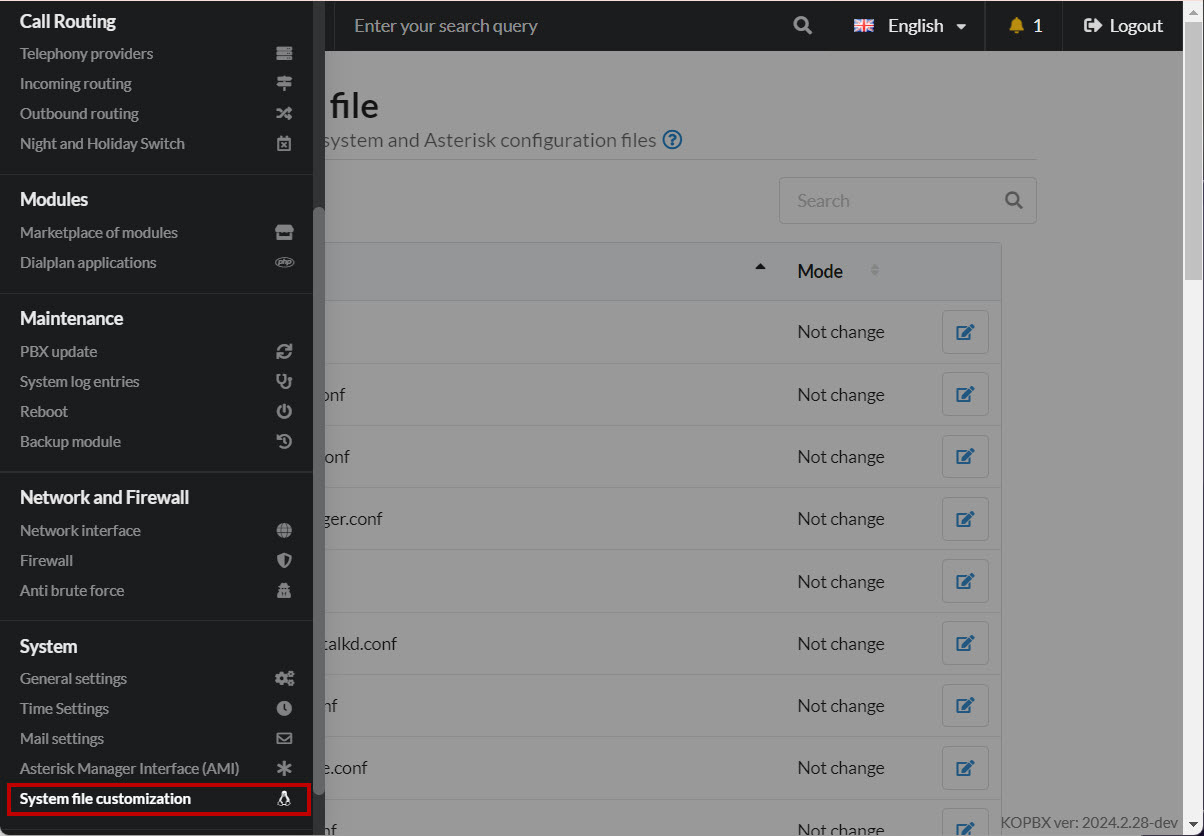 Call Routing
Telephony providers
Incoming routing
Outbound routing
Night and Holiday Switch
Modules
Marketplace of modules
Dialplan applications
php
Maintenance
PBX update
System log entries
Reboot
Backup module
Network and Firewall
Network interface
Firewall
Anti brute force
System
General settings
Time Settings
Mail settings
Asterisk Manager Interface (AMI)
System file customization
Enter your search query
English
1
Logout
file
system and Asterisk configuration files ?
Search
Mode
Not change
onf Not change
onf Not change
ger.conf Not change
Not change
talkd.conf Not change
nf Not change
e.conf Not change
nf Not change
KOPBX ver: 2024.2.28-dev